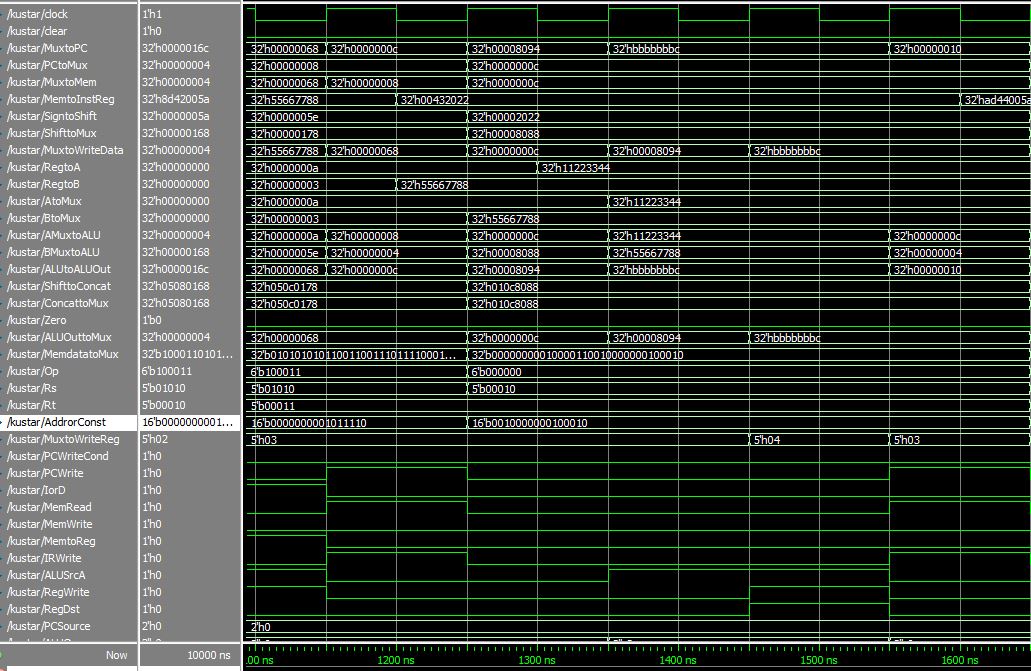 /kustar/clock 1'h1
/kustar/clear 1'h0
/kustar/MuxtoPC 32'h0000016c 32'h00000068 32'h0000000c 32'h00008094 32'hbbbbbbbc 32'h00000010
/kustar/PCtoMux 32'h00000004 32'h00000008 32'h0000000c
/kustar/MuxtoMem 32'h00000004 32'h00000068 32'h00000008 32'h0000000c
/kustar/MemtoInstReg 32'h8d42005a 32'h55667788 32'h00432022 32'had44005a
/kustar/SigntoShift 32'h0000005a 32'h0000005e 32'h00002022
/kustar/ShifttoMux 32'h00000168 32'h00000178 32'h00008088
/kustar/MuxtoWriteData 32'h00000004 32'h55667788 32'h00000068 32'h0000000c 32'h00008094 32'hbbbbbbbc
/kustar/RegtoA 32'h00000000 32'h0000000a 32'h11223344
/kustar/RegtoB 32'h00000000 32'h00000003 32'h55667788
/kustar/AtoMux 32'h00000000 32'h0000000a 32'h11223344
/kustar/BtoMux 32'h00000000 32'h00000003 32'h55667788
/kustar/AMuxtoALU 32'h00000004 32'h0000000a 32'h00000008 32'h0000000c 32'h11223344 32'h0000000c
/kustar/BMuxtoALU 32'h00000168 32'h0000005e 32'h00000004 32'h00008088 32'h55667788 32'h00000004
/kustar/ALUtoALUOut 32'h0000016c 32'h00000068 32'h0000000c 32'h00008094 32'hbbbbbbbc 32'h00000010
/kustar/ShifttoConcat 32'h05080168 32'h050c0178 32'h010c8088
/kustar/ConcattoMux 32'h05080168 32'h050c0178 32'h010c8088
/kustar/Zero 1'b0
/kustar/ALUOuttoMux 32'h00000004 32'h00000068 32'h0000000c 32'h00008094 32'hbbbbbbbc
/kustar/MemdatatoMux 32'b1000110101... 32'b01010101011001100111011110001... 32'b00000000010000110010000000100010
/kustar/Op 6'b100011 6'b100011 6'b000000
/kustar/Rs 5'b01010 5'b01010 5'b00010
/kustar/Rt 5'b00010 5'b00011
/kustar/AddrorConst 16'b0000000001... 16'b0000000001011110 16'b0010000000100010
/kustar/MuxtoWriteReg 5'h02 5'h03 5'h04 5'h03
/kustar/PCWriteCond 1'h0
/kustar/PCWrite 1'h0
/kustar/IorD 1'h0
/kustar/MemRead 1'h0
/kustar/MemWrite 1'h0
/kustar/MemtoReg 1'h0
/kustar/IRWrite 1'h0
/kustar/ALUSrcA 1'h0
/kustar/RegWrite 1'h0
/kustar/RegDst 1'h0
/kustar/PCSource 2'h0 2'h0
Now 10000 ns 00 ns 1200 ns 1300 ns 1400 ns 1500 ns 1600 ns